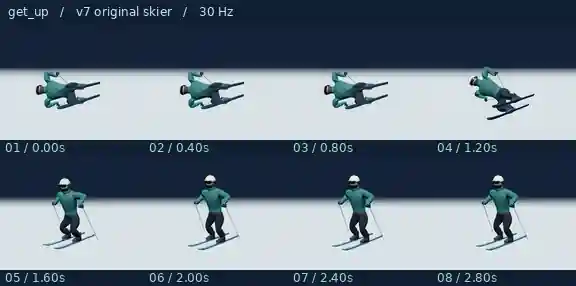 get_up / v7 original skier / 30 Hz
01 / 0.00s
02 / 0.40s
03 / 0.80s
04 / 1.20s
05 / 1.60s
06 / 2.00s
07 / 2.40s
08 / 2.80s